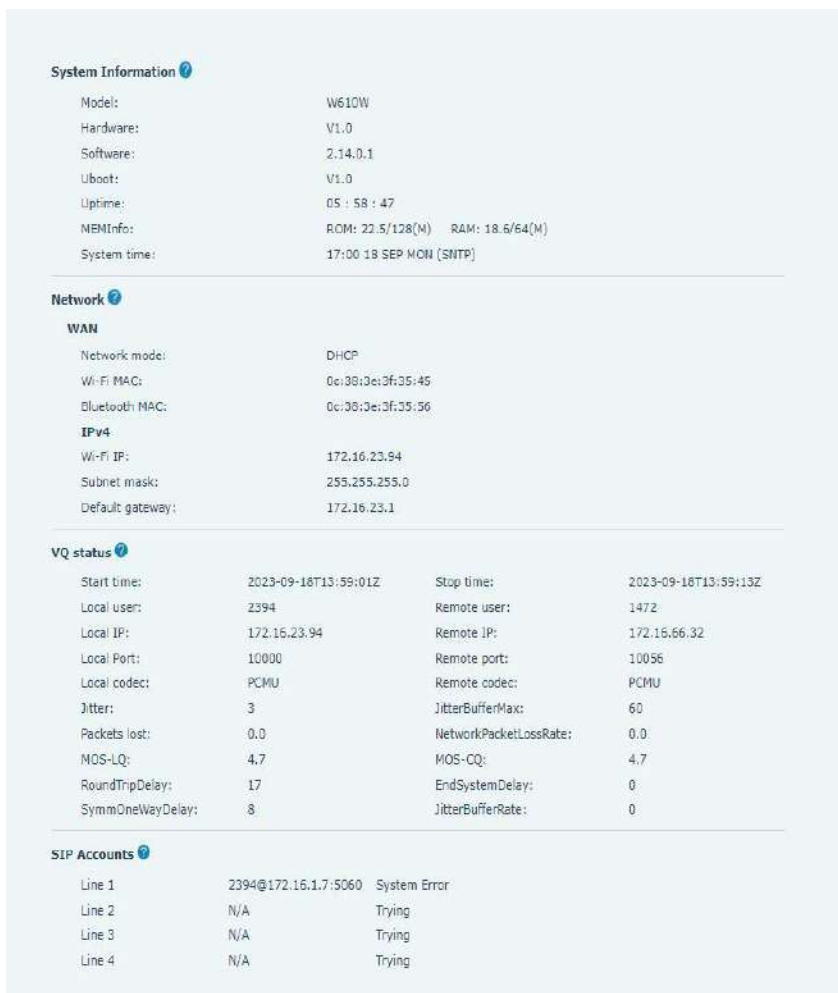 System Information ?
Model: W610W
Hardware: V1.0
Software: 2.14.0.1
Uboot: V1.0
Uptime: 05 : 58 : 47
MEMInfo: ROM: 22.5/128(M) RAM: 18.6/64(M)
System time: 17:00 18 SEP MON (SNTP)
Network ?
WAN
Network mode: DHCP
Wi-Fi MAC: 0c:38:3e:3f:35:45
Bluetooth MAC: 0c:38:3e:3f:35:56
IPv4
Wi-Fi IP: 172.16.23.94
Subnet mask: 255.255.255.0
Default gateway: 172.16.23.1
VQ status ?
Start time: 2023-09-18T13:59:01Z Stop time: 2023-09-18T13:59:13Z
Local user: 2394 Remote user: 1472
Local IP: 172.16.23.94 Remote IP: 172.16.66.32
Local Port: 10000 Remote port: 10056
Local codec: PCMU Remote codec: PCMU
Jitter: 3 JitterBufferMax: 60
Packets lost: 0.0 NetworkPacketLossRate: 0.0
MOS-LQ: 4.7 MOS-CQ: 4.7
RoundTripDelay: 17 EndSystemDelay: 0
SymmOneWayDelay: 8 JitterBufferRate: 0
SIP Accounts ?
Line 1 2394@172.16.1.7:5060 System Error
Line 2 N/A Trying
Line 3 N/A Trying
Line 4 N/A Trying